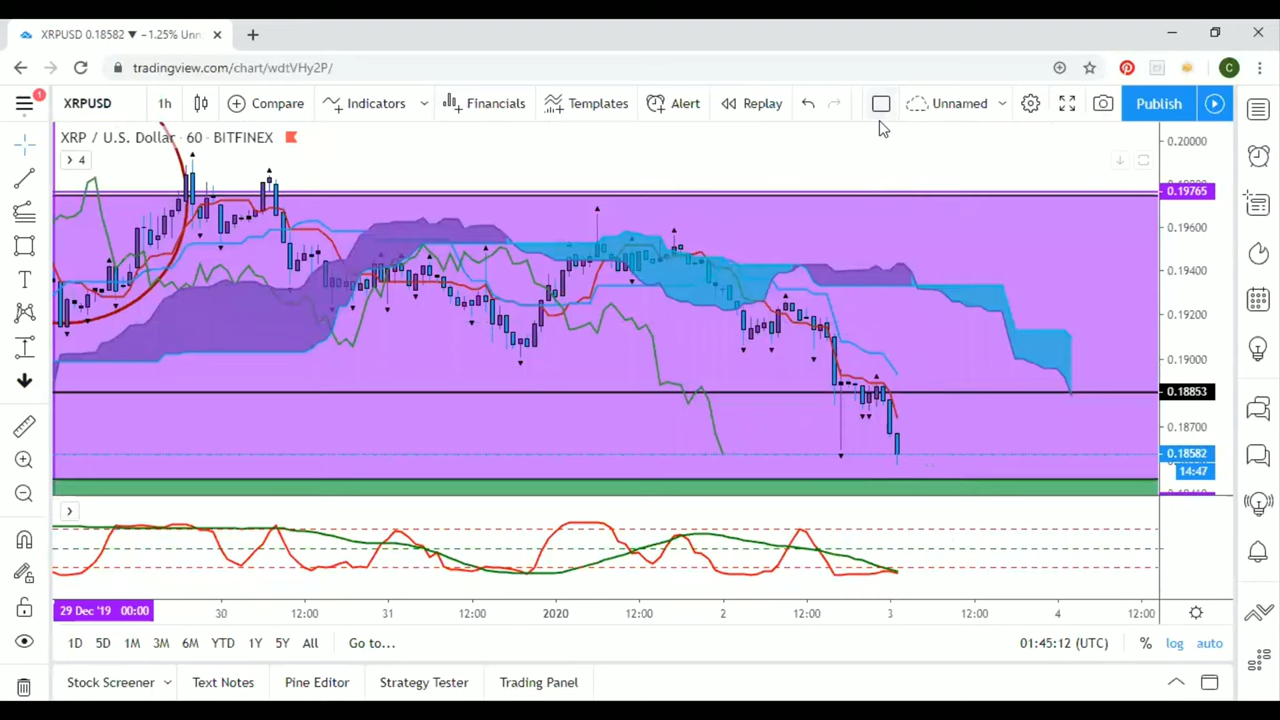 XRPUSD 0.18582 ▼ −1.25% Unn
tradingview.com/chart/wdtVHy2P/
C
1
XRPUSD 1h Compare Indicators Financials Templates Alert Replay Unnamed Publish
XRP / U.S. Dollar · 60 · BITFINEX
4
0.20000
0.19765
0.19600
0.19400
0.19200
0.19000
0.18853
0.18700
0.18582
14:47
29 Dec '19 00:00 30 12:00 31 12:00 2020 12:00 2 12:00 3 12:00 4 12:00
1D 5D 1M 3M 6M YTD 1Y 5Y All Go to... 01:45:12 (UTC) % log auto
Stock Screener Text Notes Pine Editor Strategy Tester Trading Panel